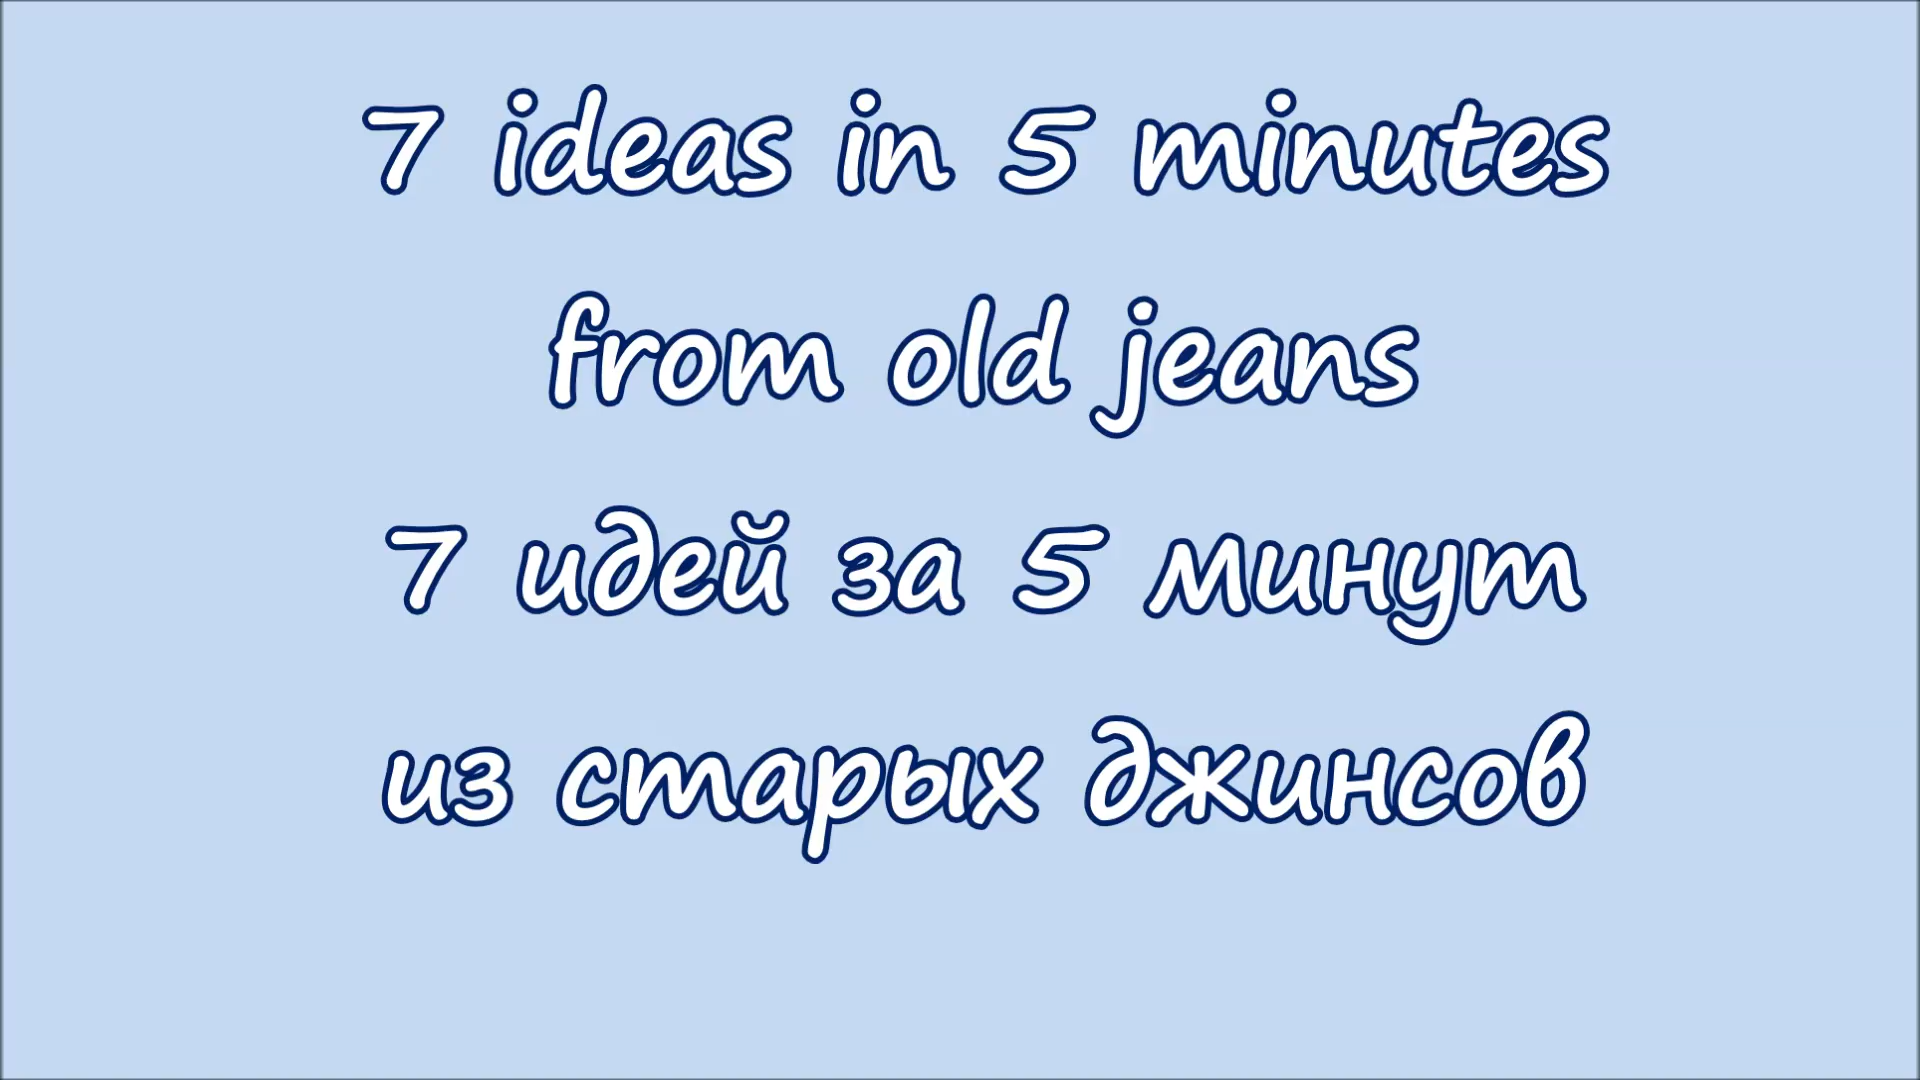 7 ideas in 5 minutes
from old jeans
7 идей за 5 минут
из старых джинсов